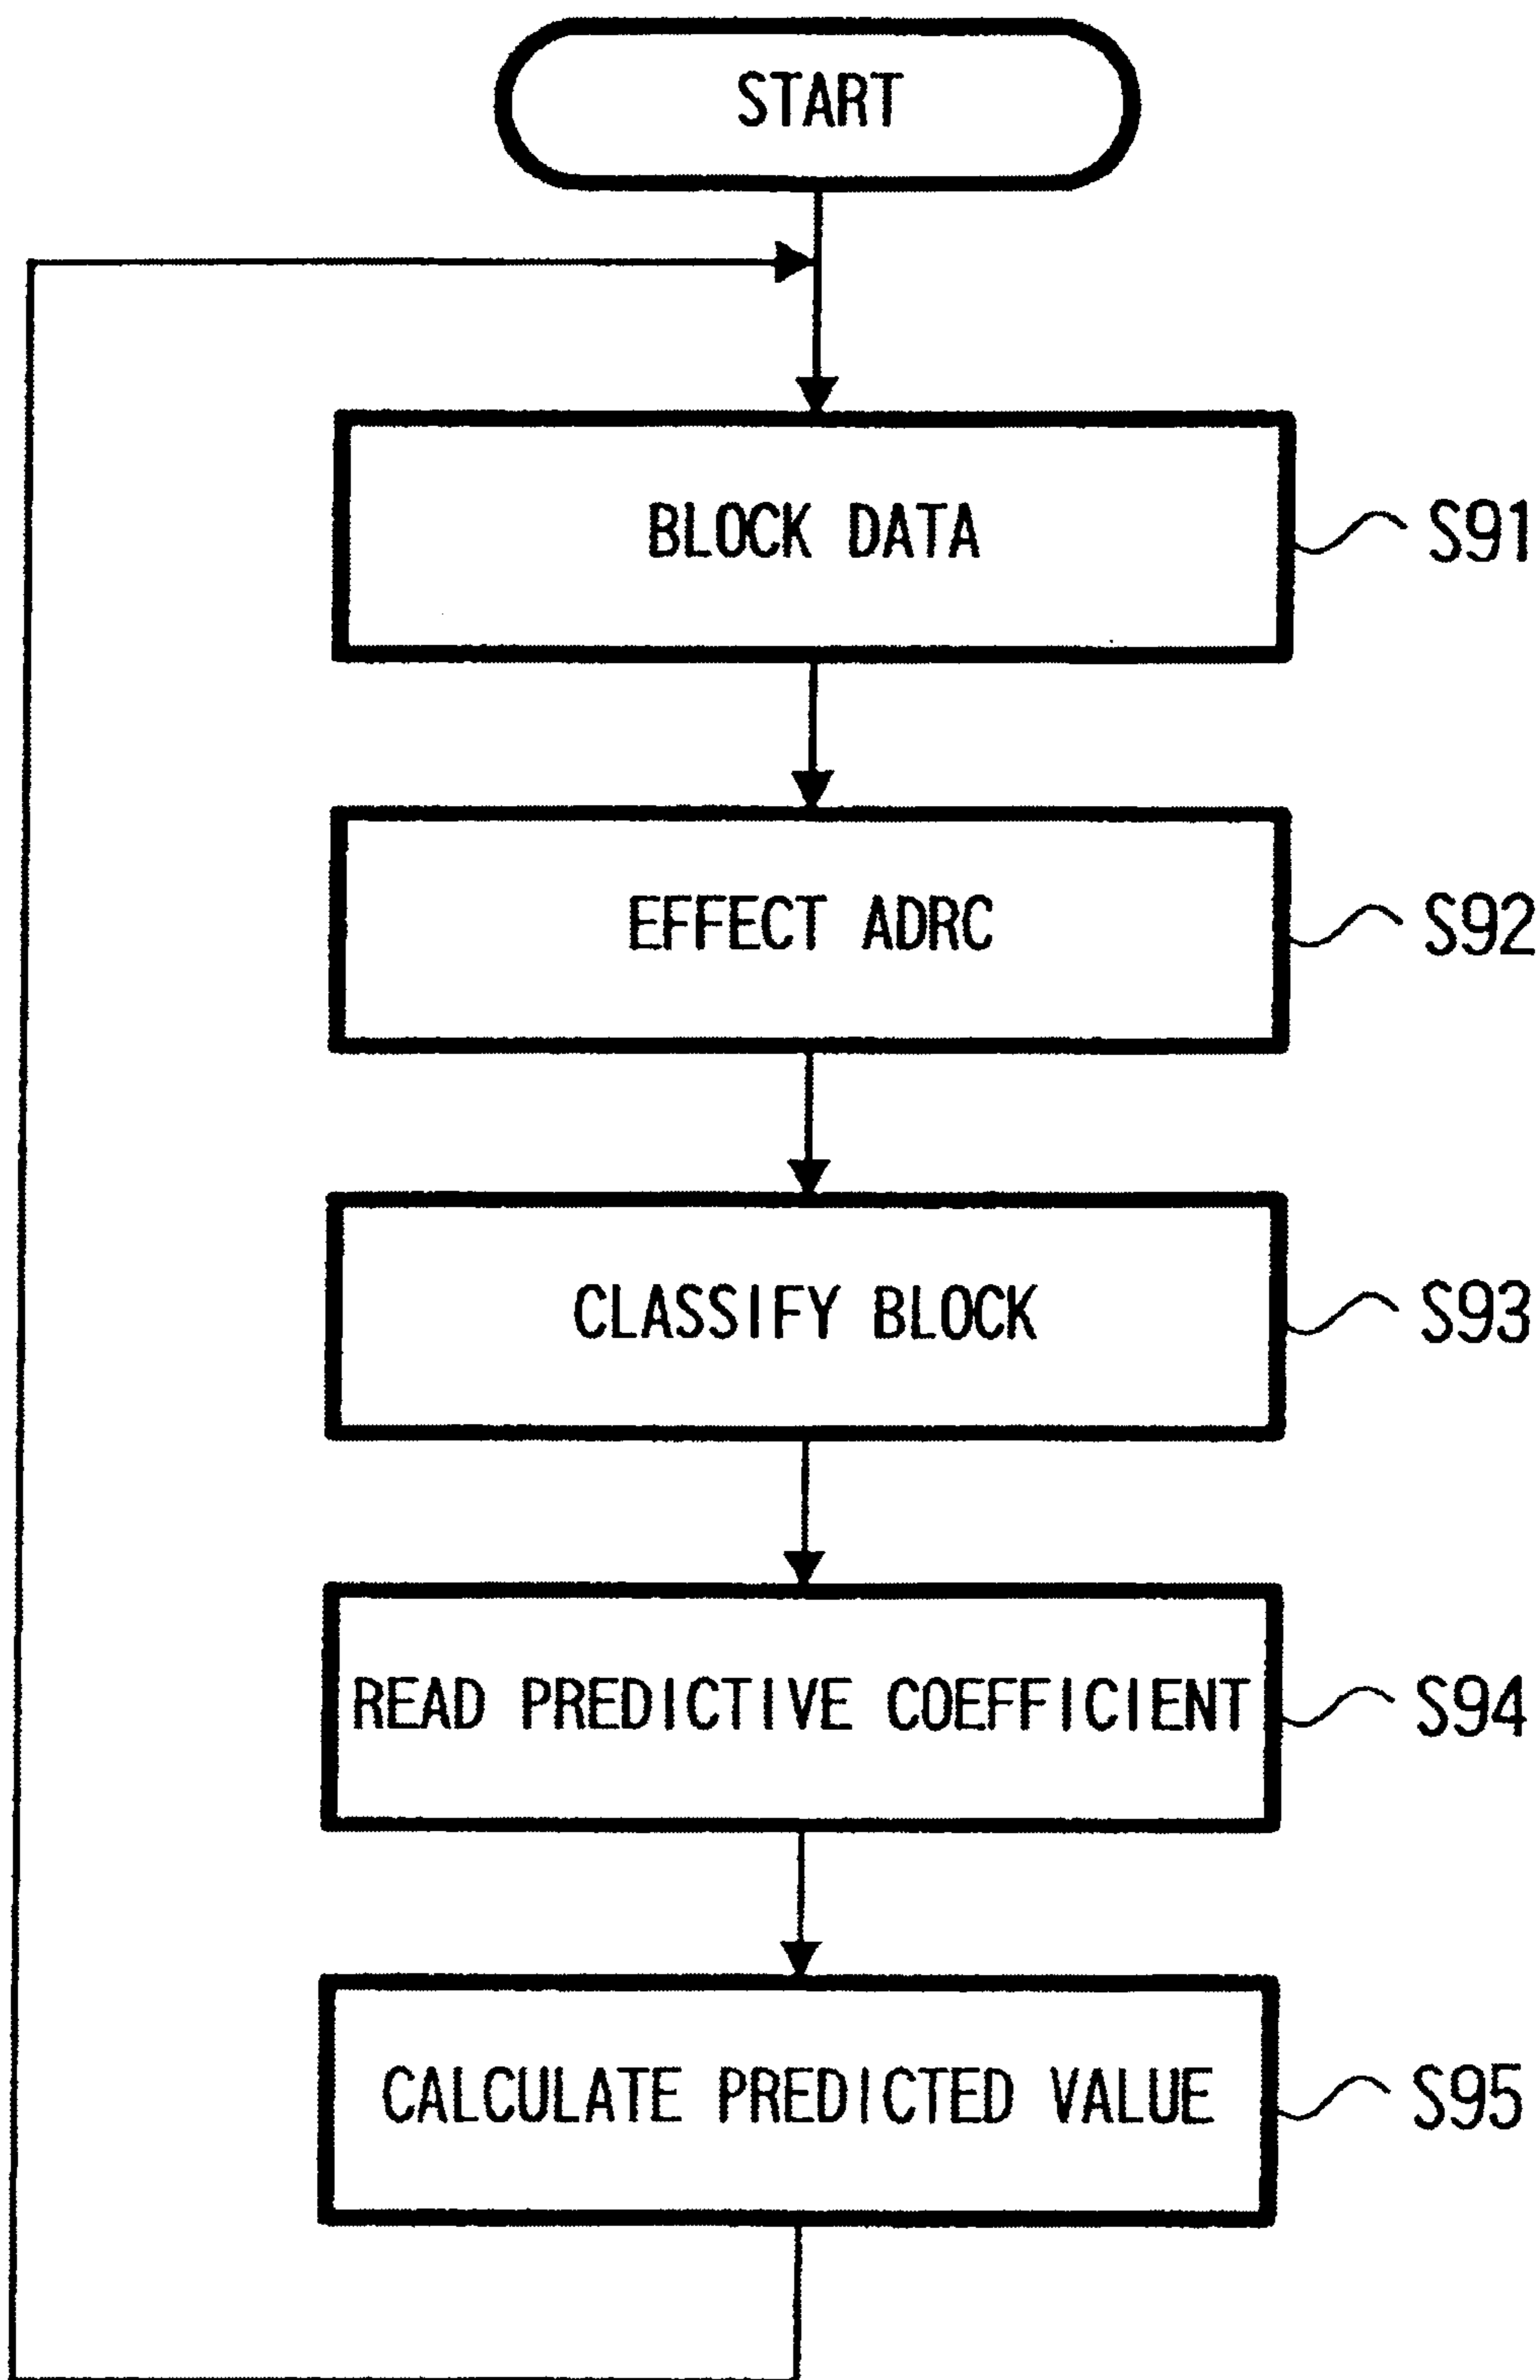 START
BLOCK DATA
S91
EFFECT ADRC
S92
CLASSIFY BLOCK
S93
READ PREDICTIVE COEFFICIENT
S94
CALCULATE PREDICTED VALUE
S95